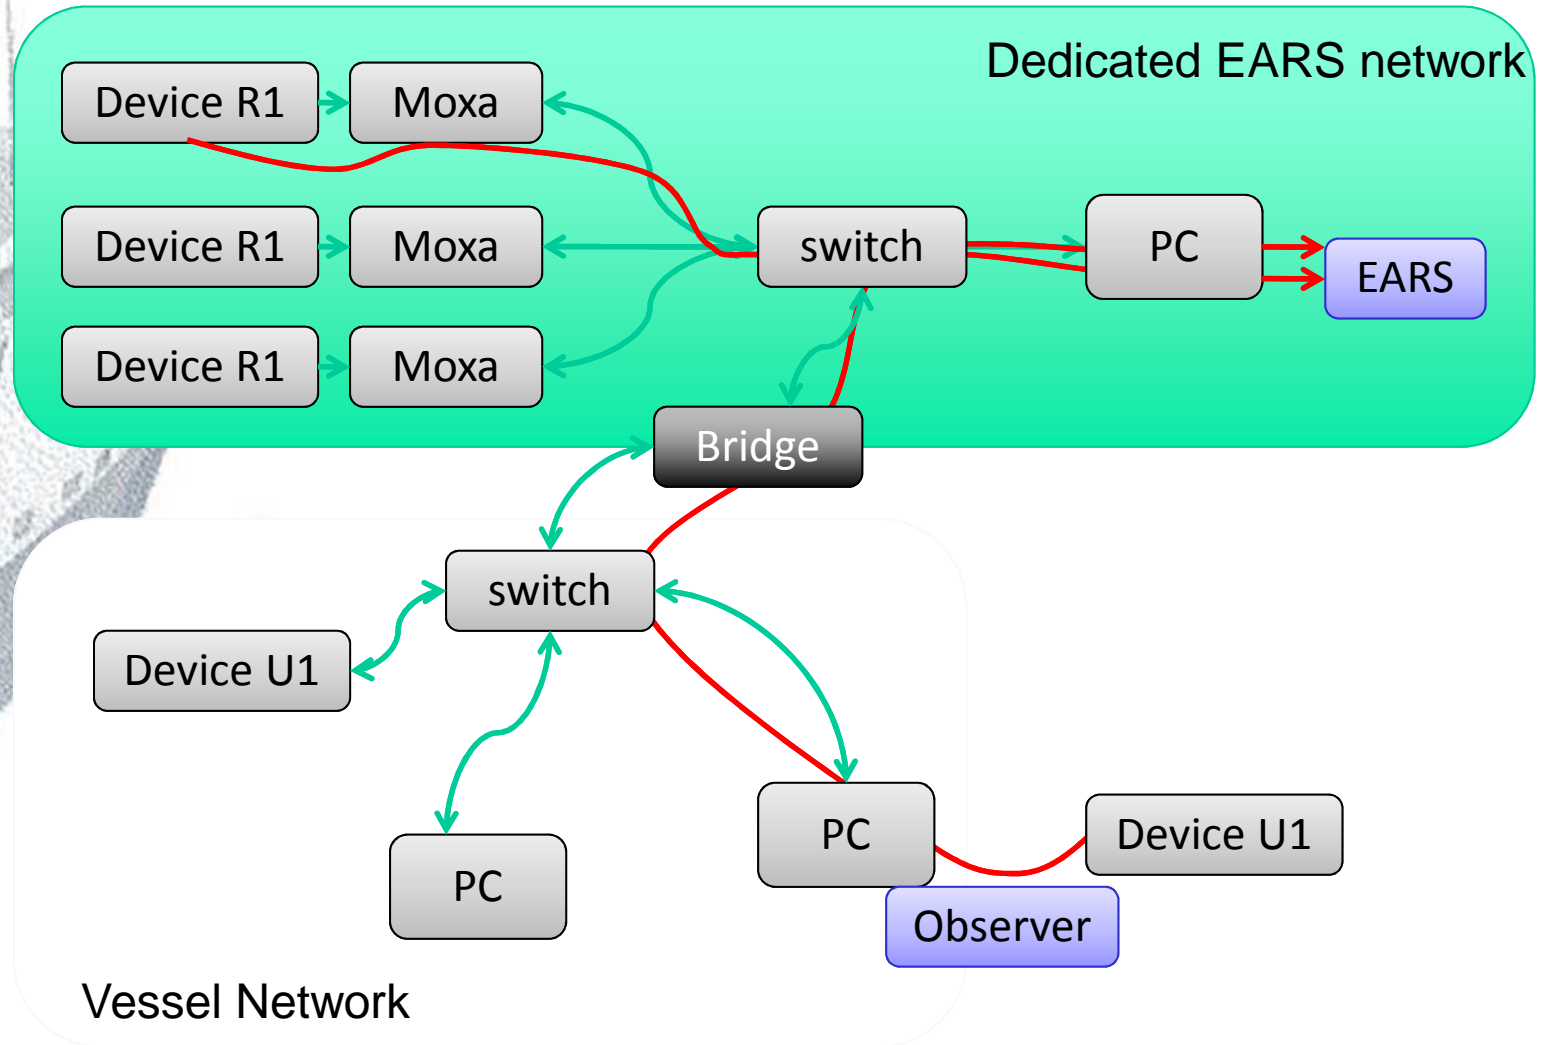 Dedicated EARS network
Device R1
Moxa
Device R1
Moxa
switch
PC
EARS
Device R1
Moxa
Bridge
switch
Device U1
PC
Device U1
PC
Observer
Vessel Network